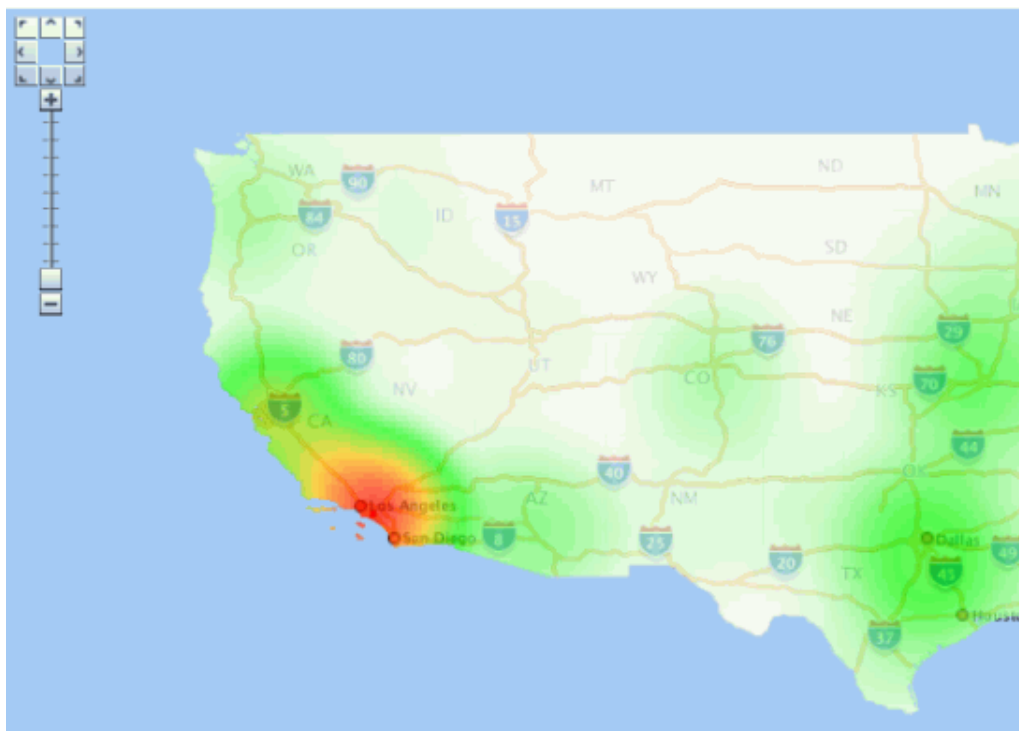 WA
90
MT
ND
MN
84
ID
15
OR
SD
WY
NE
76
29
80
UT
CO
NV
KS
70
5
CA
44
40
OK
AZ
NM
Los Angeles
San Diego
8
25
Dallas
45
49
20
TX
Houst
37